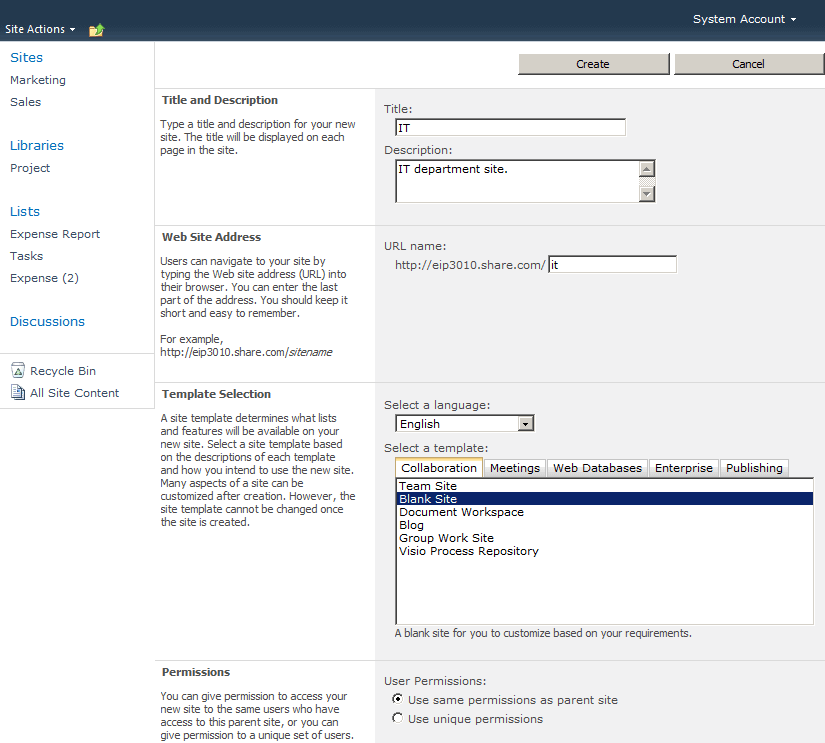 Site Actions
System Account
Sites
Marketing
Sales
Libraries
Project
Lists
Expense Report
Tasks
Expense (2)
Discussions
Recycle Bin
All Site Content
Create
Cancel
Title and Description
Type a title and description for your new
site. The title will be displayed on each
page in the site.
Title:
IT
Description:
IT department site.
Web Site Address
Users can navigate to your site by
typing the Web site address (URL) into
their browser. You can enter the last
part of the address. You should keep it
short and easy to remember.
For example,
http://eip3010.share.com/sitename
URL name:
http://eip3010.share.com/ it
Template Selection
A site template determines what lists
and features will be available on your
new site. Select a site template based
on the descriptions of each template
and how you intend to use the new site.
Many aspects of a site can be
customized after creation. However, the
site template cannot be changed once
the site is created.
Select a language:
English
Select a template:
Collaboration Meetings Web Databases Enterprise Publishing
Team Site
Blank Site
Document Workspace
Blog
Group Work Site
Visio Process Repository
A blank site for you to customize based on your requirements.
Permissions
You can give permission to access your
new site to the same users who have
access to this parent site, or you can
give permission to a unique set of users.
User Permissions:
Use same permissions as parent site
Use unique permissions